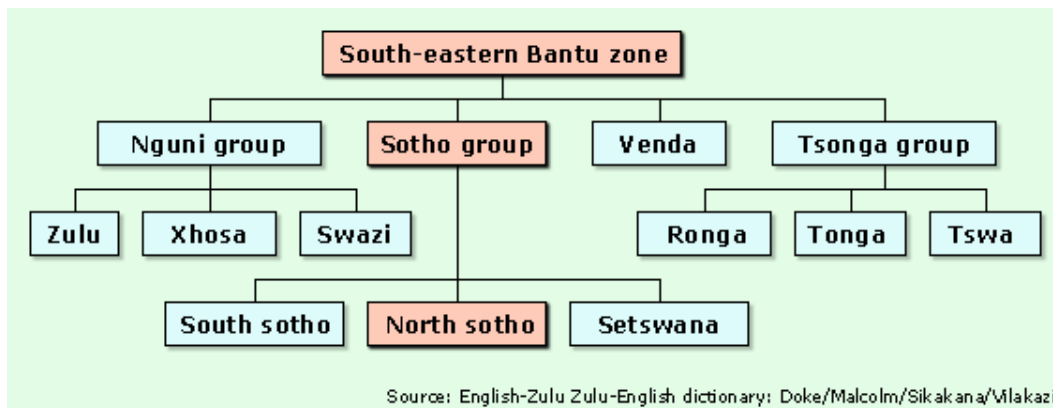 South-eastern Bantu zone
Nguni group Sotho group Venda Tsonga group
Zulu Xhosa Swazi Ronga Tonga Tswa
South sotho North sotho Setswana
Source: English-Zulu Zulu-English dictionary: Doke/Malcolm/Sikakana/Vilakazi